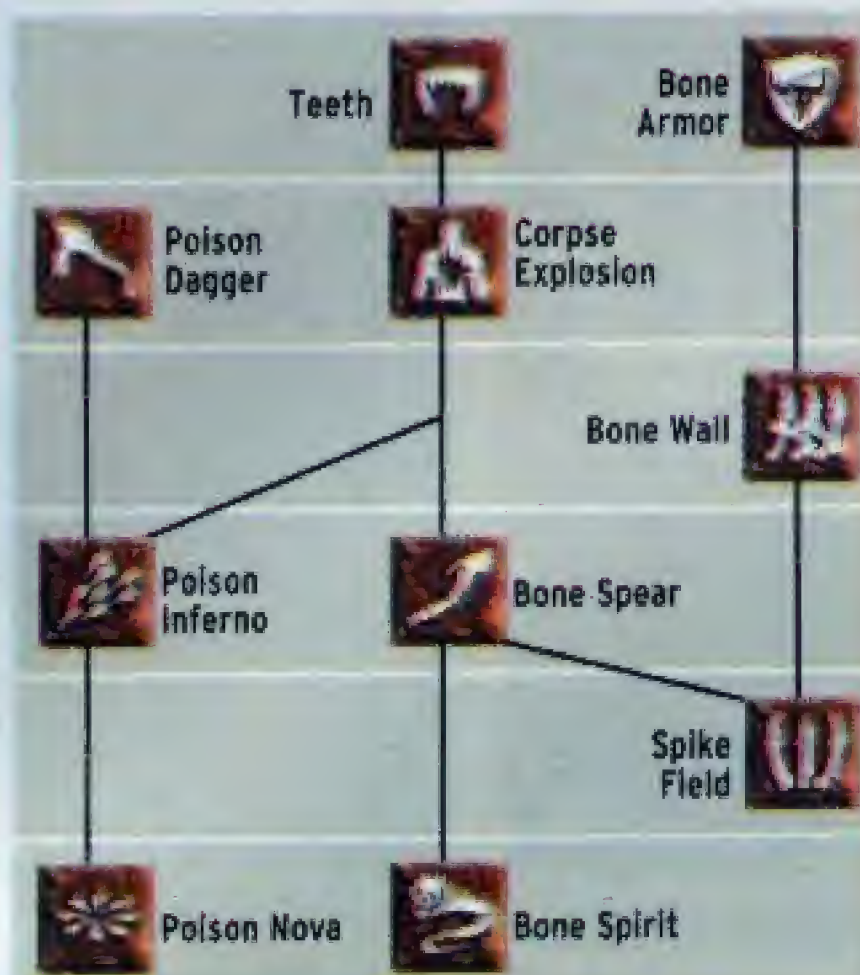 Teeth
Bone
Armor
Poison
Dagger
Corpse
Explosion
Bone Wall
Poison
Inferno
Bone Spear
Spike
Field
Poison Nova
Bone Spirit